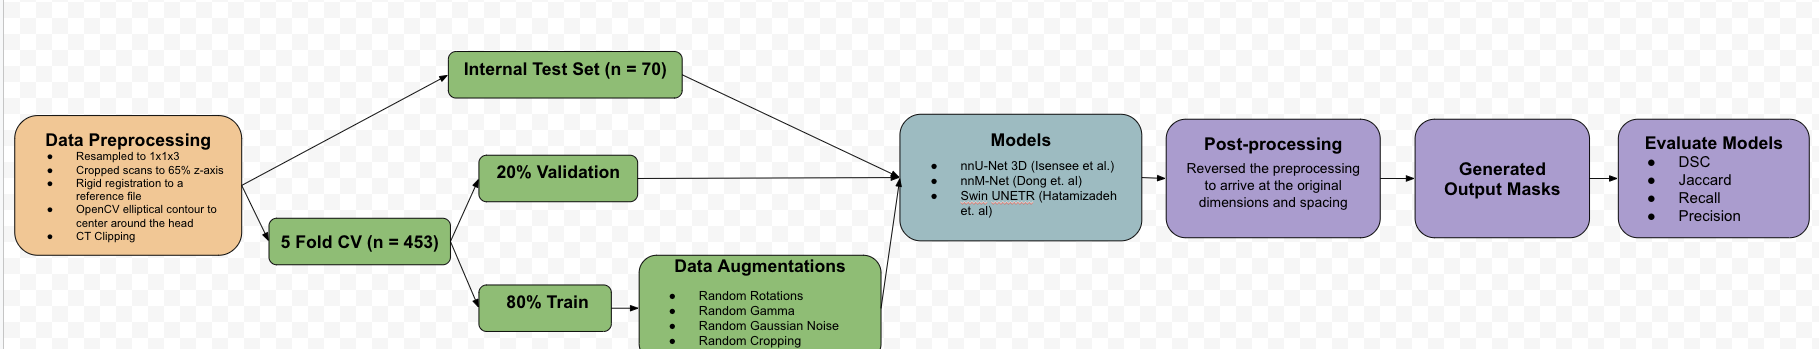 Internal Test Set (n = 70)
Data Preprocessing
● Resampled to 1x1x3
● Cropped scans to 65% z-axis
● Rigid registration to a
reference file
● OpenCV elliptical contour to
center around the head
● CT Clipping
20% Validation
5 Fold CV (n = 453)
80% Train
Data Augmentations
● Random Rotations
● Random Gamma
● Random Gaussian Noise
● Random Cropping
Models
● nnU-Net 3D (Isensee et al.)
● nnM-Net (Dong et. al)
● Swin UNETR (Hatamizadeh
et. al)
Post-processing
Reversed the preprocessing
to arrive at the original
dimensions and spacing
Generated
Output Masks
Evaluate Models
● DSC
● Jaccard
● Recall
● Precision